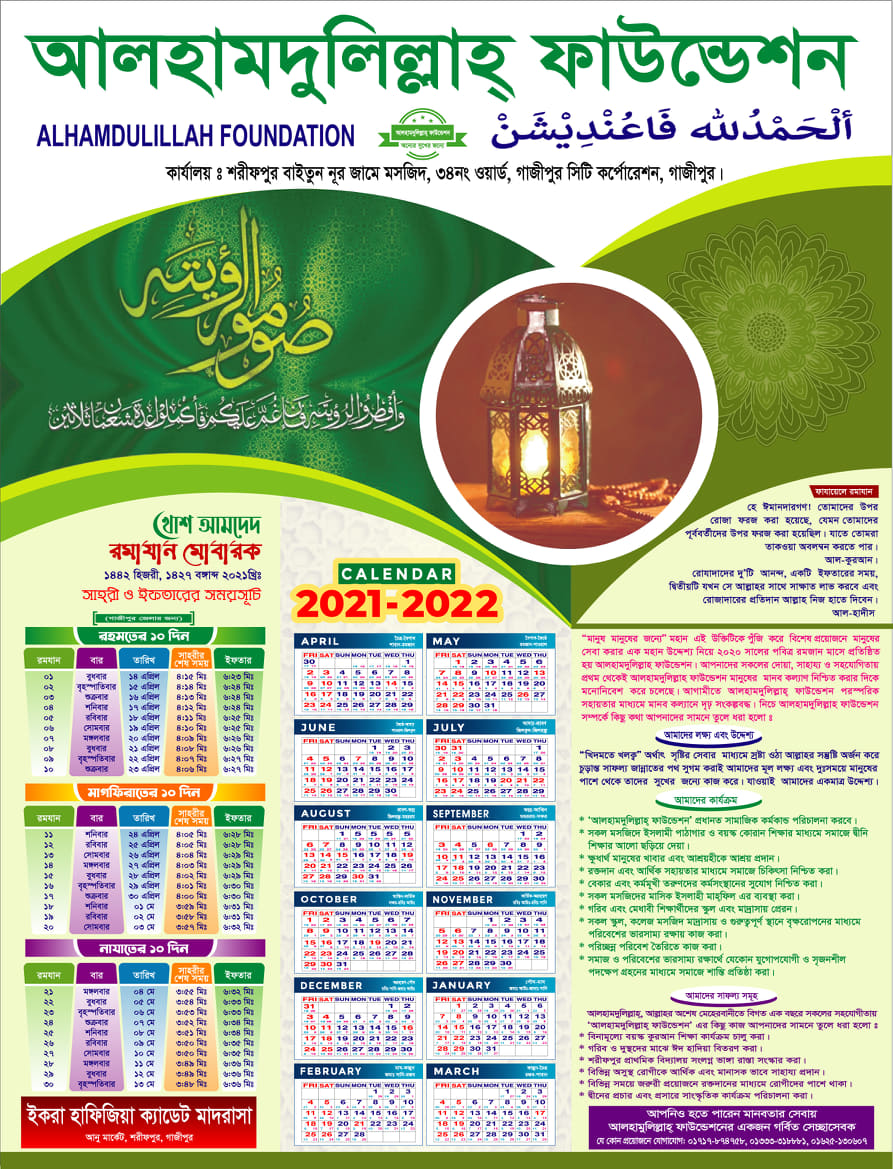 আলহামদুলিল্লাহ্ ফাউন্ডেশন
ALHAMDULILLAH FOUNDATION
আলহামদুলিল্লাহ্ ফাউন্ডেশন
اَلْحَمْدُلله فَاعُنْدِيْشَنْ
কার্যালয় ঃ শরীফপুর বাইতুন নূর জামে মসজিদ, ৩৪নং ওয়ার্ড, গাজীপুর সিটি কর্পোরেশন, গাজীপুর।
صوموا لرؤيته
وأفطروا لرؤيته فإن غم عليكم فأكملوا عدة شعبان ثلاثين
ফাযায়েলে রমাযান
হে ঈমানদারগণ! তোমাদের উপর
রোজা ফরজ করা হয়েছে, যেমন তোমাদের
পূর্ববর্তীদের উপর ফরজ করা হয়েছিল। যাতে তোমরা
তাকওয়া অবলম্বন করতে পার।
আল-কুরআন।
রোযাদাদের দু'টি আনন্দ, একটি ইফতারের সময়,
দ্বিতীয়টি যখন সে আল্লাহর সাথে সাক্ষাত লাভ করবে এবং
রোজাদারের প্রতিদান আল্লাহ নিজ হাতে দিবেন।
আল-হাদীস
খোশ আমদেদ
রমাযান মোবারক
১৪৪২ হিজরী, ১৪২৭ বঙ্গাব্দ ২০২১খ্রিঃ
সাহ্‌রী ও ইফতারের সময়সূচী
(গাজীপুর জেলার জন্য)
রহমতের ১০ দিন
রমযান বার তারিখ সাহরীর শেষ সময় ইফতার
০১ বুধবার ১৪ এপ্রিল ৪:১৫ মিঃ ৬:২৩ মিঃ
০২ বৃহস্পতিবার ১৫ এপ্রিল ৪:১৪ মিঃ ৬:২৪ মিঃ
০৩ শুক্রবার ১৬ এপ্রিল ৪:১৩ মিঃ ৬:২৪ মিঃ
০৪ শনিবার ১৭ এপ্রিল ৪:১২ মিঃ ৬:২৪ মিঃ
০৫ রবিবার ১৮ এপ্রিল ৪:১১ মিঃ ৬:২৫ মিঃ
০৬ সোমবার ১৯ এপ্রিল ৪:১০ মিঃ ৬:২৫ মিঃ
০৭ মঙ্গলবার ২০ এপ্রিল ৪:০৯ মিঃ ৬:২৬ মিঃ
০৮ বুধবার ২১ এপ্রিল ৪:০৮ মিঃ ৬:২৬ মিঃ
০৯ বৃহস্পতিবার ২২ এপ্রিল ৪:০৭ মিঃ ৬:২৭ মিঃ
১০ শুক্রবার ২৩ এপ্রিল ৪:০৬ মিঃ ৬:২৭ মিঃ
মাগফিরাতের ১০ দিন
রমযান বার তারিখ সাহরীর শেষ সময় ইফতার
১১ শনিবার ২৪ এপ্রিল ৪:০৫ মিঃ ৬:২৮ মিঃ
১২ রবিবার ২৫ এপ্রিল ৪:০৫ মিঃ ৬:২৮ মিঃ
১৩ সোমবার ২৬ এপ্রিল ৪:০৪ মিঃ ৬:২৯ মিঃ
১৪ মঙ্গলবার ২৭ এপ্রিল ৪:০৩ মিঃ ৬:২৯ মিঃ
১৫ বুধবার ২৮ এপ্রিল ৪:০২ মিঃ ৬:২৯ মিঃ
১৬ বৃহস্পতিবার ২৯ এপ্রিল ৪:০১ মিঃ ৬:৩০ মিঃ
১৭ শুক্রবার ৩০ এপ্রিল ৪:০০ মিঃ ৬:৩০ মিঃ
১৮ শনিবার ০১ মে ৩:৫৯ মিঃ ৬:৩১ মিঃ
১৯ রবিবার ০২ মে ৩:৫৮ মিঃ ৬:৩১ মিঃ
২০ সোমবার ০৩ মে ৩:৫৭ মিঃ ৬:৩২ মিঃ
নাযাতের ১০ দিন
রমযান বার তারিখ সাহরীর শেষ সময় ইফতার
২১ মঙ্গলবার ০৪ মে ৩:৫৫ মিঃ ৬:৩২ মিঃ
২২ বুধবার ০৫ মে ৩:৫৪ মিঃ ৬:৩৩ মিঃ
২৩ বৃহস্পতিবার ০৬ মে ৩:৫৩ মিঃ ৬:৩৩ মিঃ
২৪ শুক্রবার ০৭ মে ৩:৫২ মিঃ ৬:৩৪ মিঃ
২৫ শনিবার ০৮ মে ৩:৫১ মিঃ ৬:৩৪ মিঃ
২৬ রবিবার ০৯ মে ৩:৫০ মিঃ ৬:৩৫ মিঃ
২৭ সোমবার ১০ মে ৩:৫০ মিঃ ৬:৩৫ মিঃ
২৮ মঙ্গলবার ১১ মে ৩:৪৯ মিঃ ৬:৩৬ মিঃ
২৯ বুধবার ১২ মে ৩:৪৯ মিঃ
৩০ বৃহস্পতিবার ১৩ মে ৩:৪৮ মিঃ
ইকরা হাফিজিয়া ক্যাডেট মাদরাসা
আনু মার্কেট, শরীফপুর, গাজীপুর
CALENDAR
2021-2022
APRIL
FRI SAT SUN MON TUE WED THU
30 1
2 3 4 5 6 7 8
9 10 11 12 13 14 15
16 17 18 19 20 21 22
23 24 25 26 27 28 29
MAY
FRI SAT SUN MON TUE WED THU
1 2 3 4 5 6
7 8 9 10 11 12 13
14 15 16 17 18 19 20
21 22 23 24 25 26 27
28 29 30 31
JUNE
FRI SAT SUN MON TUE WED THU
1 2 3
4 5 6 7 8 9 10
11 12 13 14 15 16 17
18 19 20 21 22 23 24
25 26 27 28 29 30
JULY
FRI SAT SUN MON TUE WED THU
30 31 1
2 3 4 5 6 7 8
9 10 11 12 13 14 15
16 17 18 19 20 21 22
23 24 25 26 27 28 29
AUGUST
FRI SAT SUN MON TUE WED THU
1 2 3 4 5
6 7 8 9 10 11 12
13 14 15 16 17 18 19
20 21 22 23 24 25 26
27 28 29 30 31
SEPTEMBER
FRI SAT SUN MON TUE WED THU
1 2
3 4 5 6 7 8 9
10 11 12 13 14 15 16
17 18 19 20 21 22 23
24 25 26 27 28 29 30
OCTOBER
FRI SAT SUN MON TUE WED THU
1 2 3 4 5 6 7
8 9 10 11 12 13 14
15 16 17 18 19 20 21
22 23 24 25 26 27 28
29 30 31
NOVEMBER
FRI SAT SUN MON TUE WED THU
1 2 3 4
5 6 7 8 9 10 11
12 13 14 15 16 17 18
19 20 21 22 23 24 25
26 27 28 29 30
DECEMBER
FRI SAT SUN MON TUE WED THU
31 1 2
3 4 5 6 7 8 9
10 11 12 13 14 15 16
17 18 19 20 21 22 23
24 25 26 27 28 29 30
JANUARY
FRI SAT SUN MON TUE WED THU
1 2 3 4 5 6
7 8 9 10 11 12 13
14 15 16 17 18 19 20
21 22 23 24 25 26 27
28 29 30 31
FEBRUARY
FRI SAT SUN MON TUE WED THU
1 2 3
4 5 6 7 8 9 10
11 12 13 14 15 16 17
18 19 20 21 22 23 24
25 26 27 28
MARCH
FRI SAT SUN MON TUE WED THU
1 2 3
4 5 6 7 8 9 10
11 12 13 14 15 16 17
18 19 20 21 22 23 24
25 26 27 28 29 30 31
"মানুষ মানুষের জন্যে" মহান এই উক্তিটিকে পুঁজি করে বিশেষ প্রয়োজনে মানুষের
সেবা করার এক মহান উদ্দেশ্য নিয়ে ২০২০ সালের পবিত্র রমজান মাসে প্রতিষ্ঠিত
হয় আলহামদুলিল্লাহ ফাউন্ডেশন। আপনাদের সকলের দোয়া, সাহায্য ও সহযোগিতায়
প্রথম থেকেই আলহামদুলিল্লাহ্ ফাউন্ডেশন মানুষের মানব কল্যাণ নিশ্চিত করার দিকে
মনোনিবেশ করে চলেছে। আগামীতে আলহামদুলিল্লাহ্ ফাউন্ডেশন পরস্পরিক
সহায়তার মাধ্যমে মানব কল্যানে দৃঢ় সংকল্পবদ্ধ। নিচে আলহামদুলিল্লাহ্ ফাউন্ডেশন
সম্পর্কে কিছু কথা আপনাদের সামনে তুলে ধরা হলো ঃ
আমাদের লক্ষ্য এবং উদ্দেশ্য
"খিদমতে খলকৃ" অর্থাৎ সৃষ্টির সেবার মাধ্যমে স্রষ্টা ওঠা আল্লাহর সন্তুষ্টি অর্জন করে
চুড়ান্ত সাফল্য জান্নাতের পথ সুগম করাই আমাদের মূল লক্ষ্য এবং দুঃসময়ে মানুষের
পাশে থেকে তাদের সুখের জন্যে কাজ করে। যাওয়াই আমাদের একমাত্র উদ্দেশ্য।
আমাদের কার্যক্রম
* 'আলহামদুলিল্লাহ্ ফাউন্ডেশন' প্রধানত সামাজিক কর্মকান্ড পরিচালনা করবে।
* সকল মসজিদে ইসলামী পাঠাগার ও বয়স্ক কোরান শিক্ষার মাধ্যমে সমাজে দ্বীনি
শিক্ষার আলো ছড়িয়ে দেয়া।
* ক্ষুধার্থ মানুষের খাবার এবং আশ্রয়হীকে আশ্রয় প্রদান।
* রক্তদান এবং আর্থিক সহায়তার মাধ্যমে সমাজে চিকিৎসা নিশ্চিত করা।
* বেকার এবং কর্মমূখী তরুণদের কর্মসংস্থানের সুযোগ নিশ্চিত করা।
* সকল মসজিদের মাসিক ইসলাহী মাহ্‌ফিল এর ব্যবস্থা করা।
* গরিব এবং মেধাবী শিক্ষার্থীদের স্কুল এবং মাদ্রাসায় প্রেরন।
* সকল স্কুল, কলেজ মসজিদ মাদ্রাসায় ও গুরুত্বপূর্ণ স্থানে বৃক্ষরোপনের মাধ্যমে
পরিবেশের ভারসাম্য রক্ষায় কাজ করা।
* পরিচ্ছন্ন পরিবেশ তৈরিতে কাজ করা।
* সমাজ ও পরিবেশের ভারসাম্য রক্ষার্থে যেকোন যুগোপযোগী ও সৃজনশীল
পদক্ষেপ গ্রহনের মাধ্যমে সমাজে শান্তি প্রতিষ্ঠা করা।
আমাদের সাফল্য সমূহ
আলহামদুলিল্লাহ্, আল্লাহর অশেষ মেহেরবানীতে বিগত এক বছরে সকলের সহযোগীতায়
'আলহামদুলিল্লাহ্ ফাউন্ডেশন' এর কিছু কাজ আপনাদের সামনে তুলে ধরা হলো ঃ
* বিনামূল্যে বয়স্ক কুরআন শিক্ষা কার্যক্রম চালু করা।
* গরিব ও দুস্থদের মাঝে ঈদ হাদিয়া বিতরণ করা।
* শরীফপুর প্রাথমিক বিদ্যালয় সংলগ্ন ভাঙ্গা রাস্তা সংস্কার করা।
* বিভিন্ন অসুস্থ রোগীকে আর্থিক এবং মানসিক ভাবে সাহায্য প্রদান।
* বিভিন্ন সময়ে জরুরী প্রয়োজনে রক্তদানের মাধ্যমে রোগীদের পাশে থাকা।
* দ্বীনের প্রচার এবং প্রসারে সাংস্কৃতিক কার্যক্রম পরিচালনা করা।
আপনিও হতে পারেন মানবতার সেবায়
আলহামুলিল্লাহ্ ফাউন্ডেশনের একজন গর্বিত সেচ্ছাসেবক
যে কোন প্রয়োজনে যোগাযোগ: ০১৭১৭-৮৭৪৭৫৮, ০১৩৩৩-৩১৮৮৮১, ০১৬২৫-১৩০৬০৭